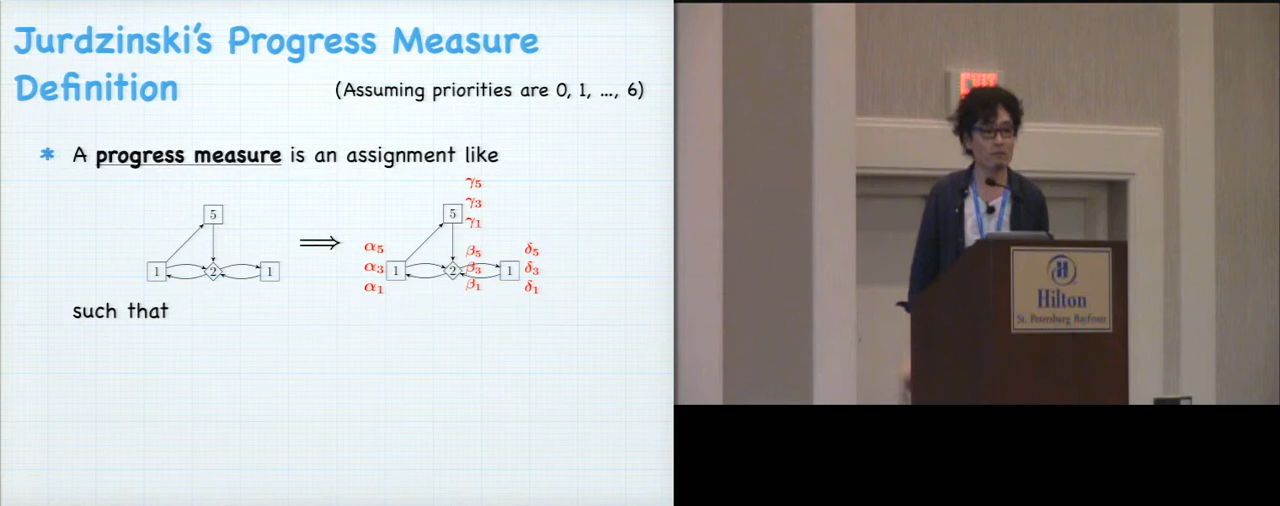 Jurdzinski's Progress Measure
Definition
(Assuming priorities are 0, 1, ..., 6)
* A progress measure is an assignment like
5
1
2
1
⟹
γ5
γ3
γ1
5
α5
α3
α1
1
2
β5
β3
β1
1
δ5
δ3
δ1
such that
EXIT
Hilton
St. Petersburg Bayfront